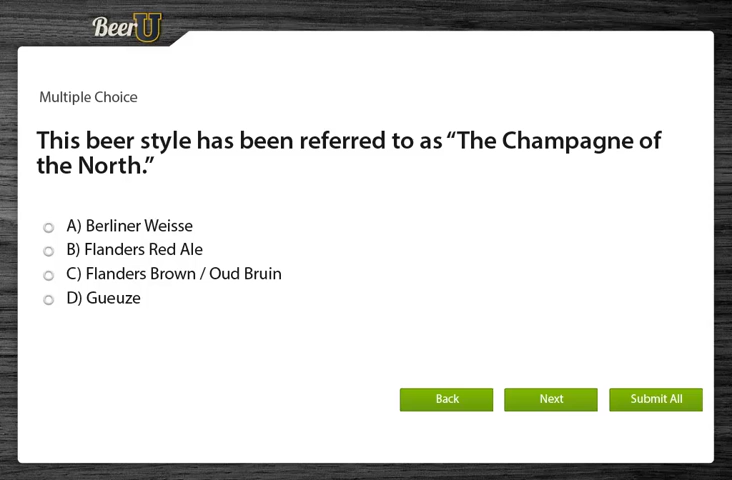 BeerU
Multiple Choice
This beer style has been referred to as “The Champagne of
the North.”
A) Berliner Weisse
B) Flanders Red Ale
C) Flanders Brown / Oud Bruin
D) Gueuze
Back Next Submit All